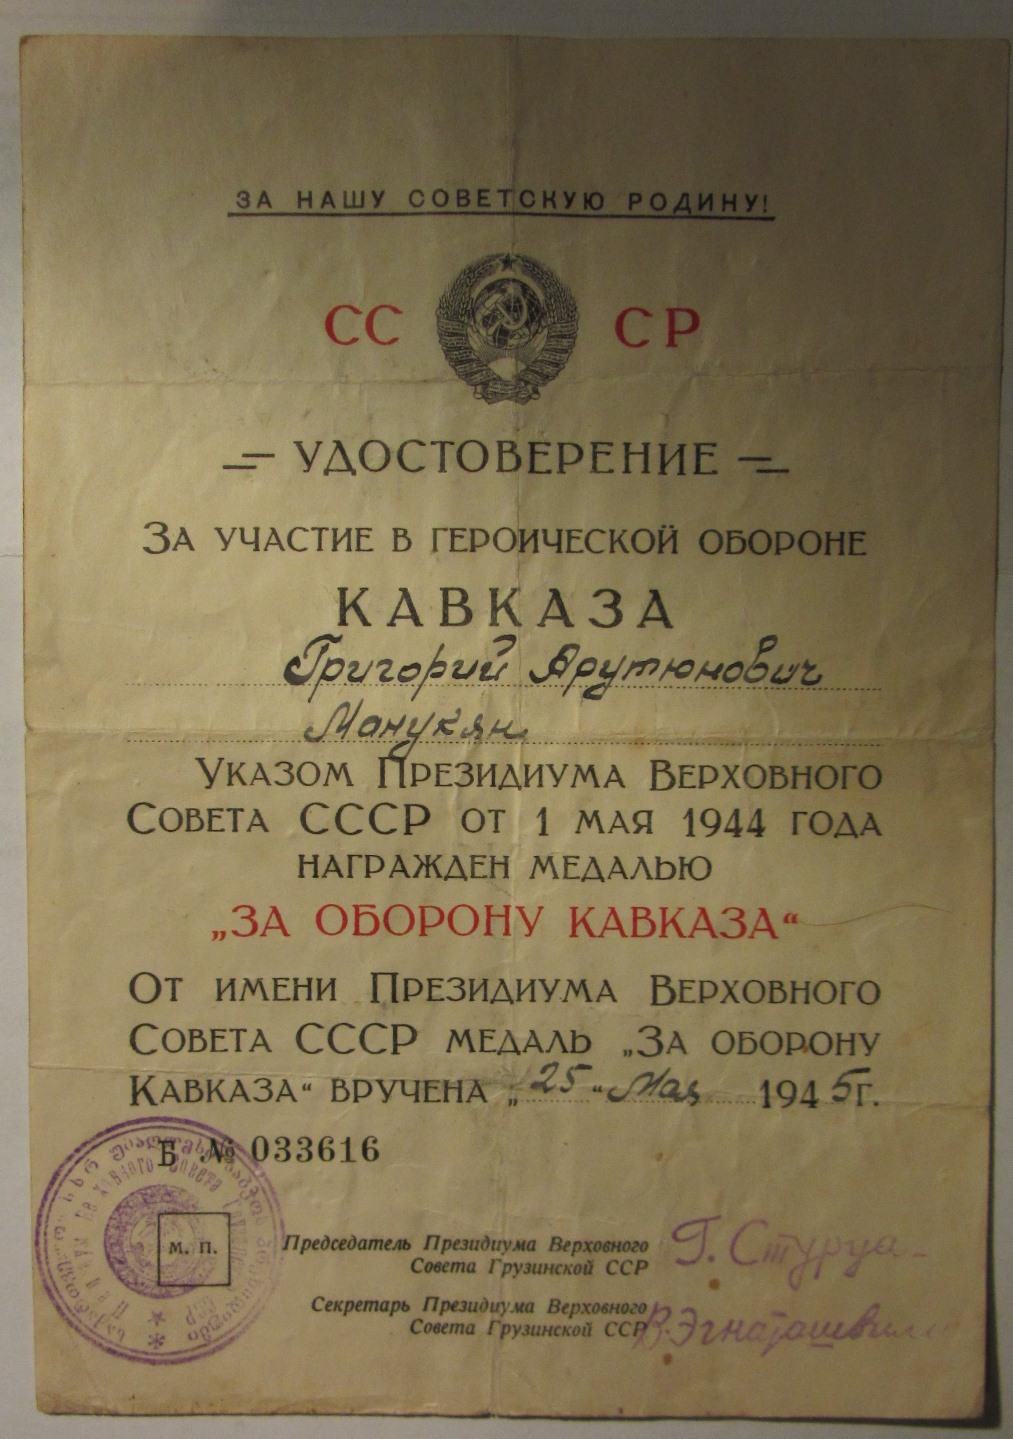 ЗА НАШУ СОВЕТСКУЮ РОДИНУ!
СС СР
УДОСТОВЕРЕНИЕ
ЗА УЧАСТИЕ В ГЕРОИЧЕСКОЙ ОБОРОНЕ
КАВКАЗА
Григорий Арутюнович
Манукян
УКАЗОМ ПРЕЗИДИУМА ВЕРХОВНОГО
СОВЕТА СССР ОТ 1 МАЯ 1944 ГОДА
НАГРАЖДЕН МЕДАЛЬЮ
„ЗА ОБОРОНУ КАВКАЗА“
ОТ ИМЕНИ ПРЕЗИДИУМА ВЕРХОВНОГО
СОВЕТА СССР МЕДАЛЬ „ЗА ОБОРОНУ
КАВКАЗА“ ВРУЧЕНА „25“ Мая 1945г.
Б № 033616
М. П.
Председатель Президиума Верховного
Совета Грузинской ССР
Г. Стуруа
Секретарь Президиума Верховного
Совета Грузинской ССР
В. Эгнаташвили